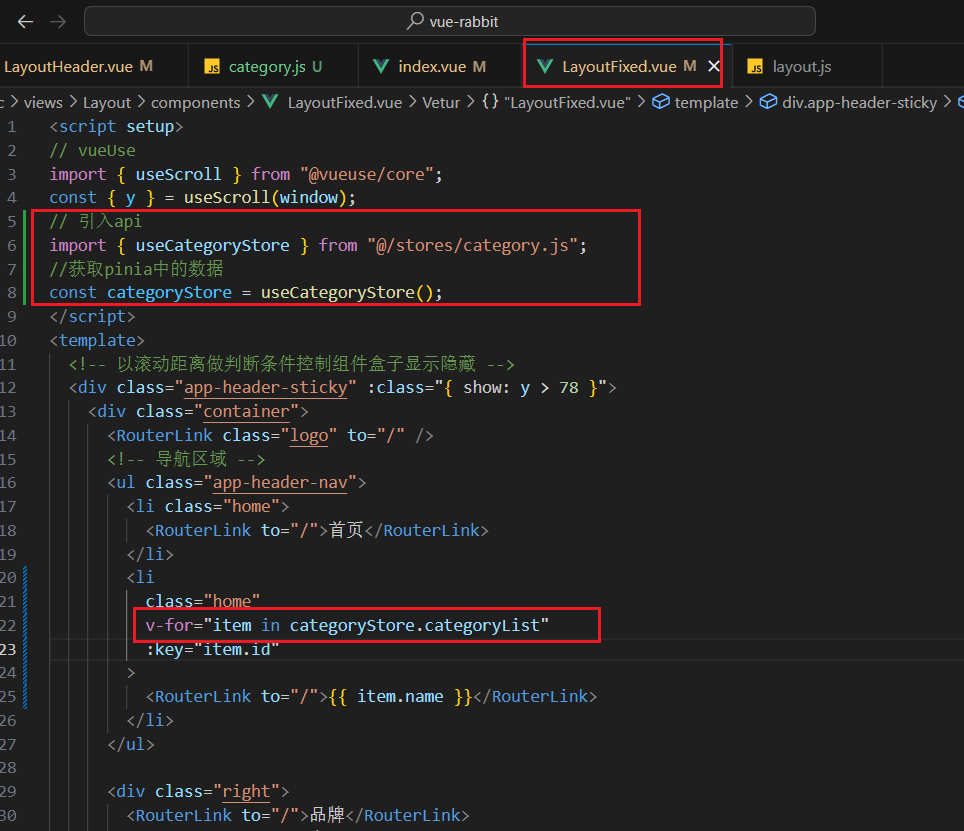 vue-rabbit
LayoutHeader.vue M
category.js U
index.vue M
LayoutFixed.vue M
layout.js
c > views > Layout > components > LayoutFixed.vue > Vetur > {} "LayoutFixed.vue" > template > div.app-header-sticky >
1 <script setup>
2 // vueUse
3 import { useScroll } from "@vueuse/core";
4 const { y } = useScroll(window);
5 // 引入api
6 import { useCategoryStore } from "@/stores/category.js";
7 //获取pinia中的数据
8 const categoryStore = useCategoryStore();
9 </script>
10 <template>
11 <!-- 以滚动距离做判断条件控制组件盒子显示隐藏 -->
12 <div class="app-header-sticky" :class="{ show: y > 78 }">
13 <div class="container">
14 <RouterLink class="logo" to="/" />
15 <!-- 导航区域 -->
16 <ul class="app-header-nav">
17 <li class="home">
18 <RouterLink to="/">首页</RouterLink>
19 </li>
20 <li
21 class="home"
22 v-for="item in categoryStore.categoryList"
23 :key="item.id"
24 >
25 <RouterLink to="/">{{ item.name }}</RouterLink>
26 </li>
27 </ul>
28
29 <div class="right">
30 <RouterLink to="/">品牌</RouterLink>